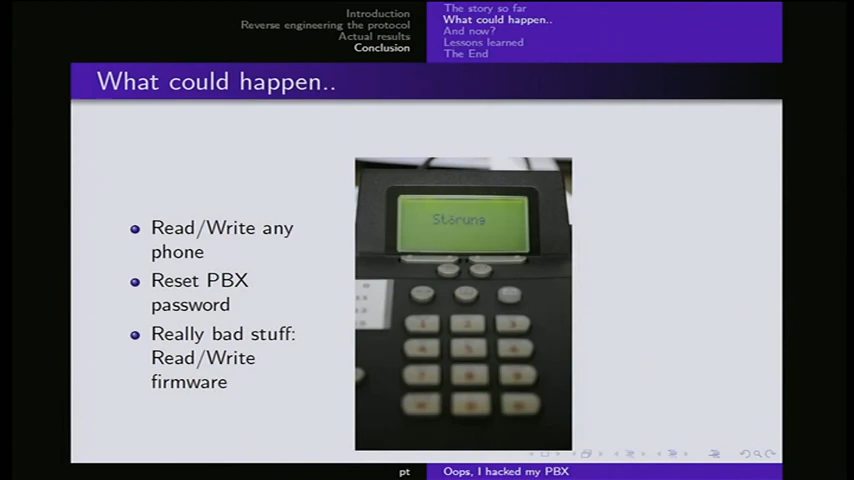 Introduction
Reverse engineering the protocol
Actual results
Conclusion
The story so far
What could happen..
And now?
Lessons learned
The End
What could happen..
Read/Write any
phone
Reset PBX
password
Really bad stuff:
Read/Write
firmware
Störung
pt
Oops, I hacked my PBX